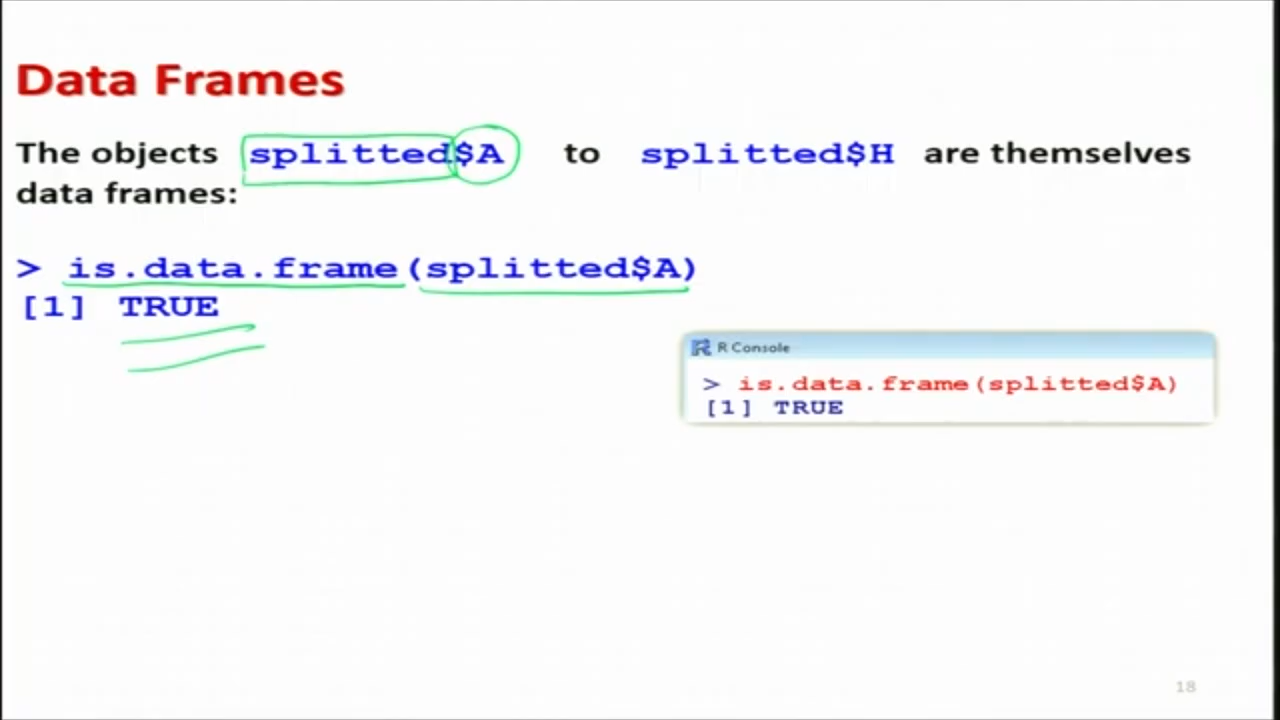 Data Frames
The objects splitted$A to splitted$H are themselves
data frames:
> is.data.frame(splitted$A)
[1] TRUE
R Console
> is.data.frame(splitted$A)
[1] TRUE
18